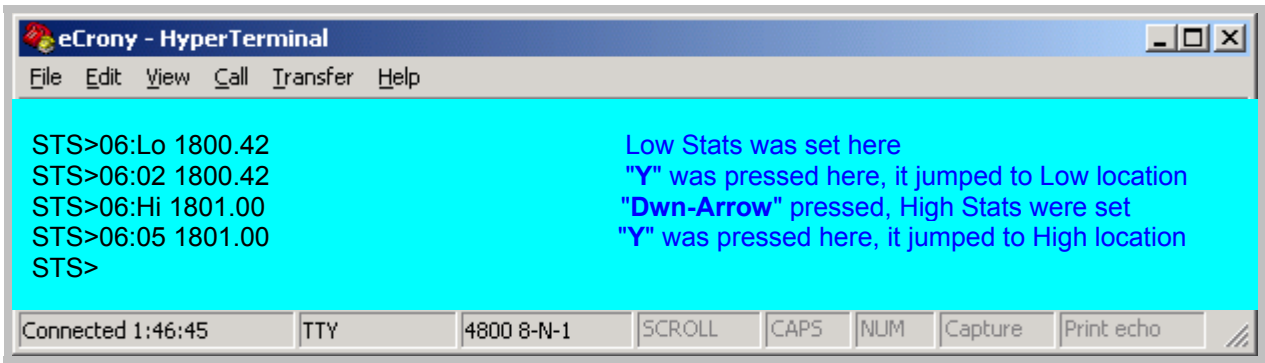 eCrony - HyperTerminal
File Edit View Call Transfer Help
STS>06:Lo 1800.42 Low Stats was set here
STS>06:02 1800.42 "Y" was pressed here, it jumped to Low location
STS>06:Hi 1801.00 "Dwn-Arrow" pressed, High Stats were set
STS>06:05 1801.00 "Y" was pressed here, it jumped to High location
STS>
Connected 1:46:45 TTY 4800 8-N-1 SCROLL CAPS NUM Capture Print echo